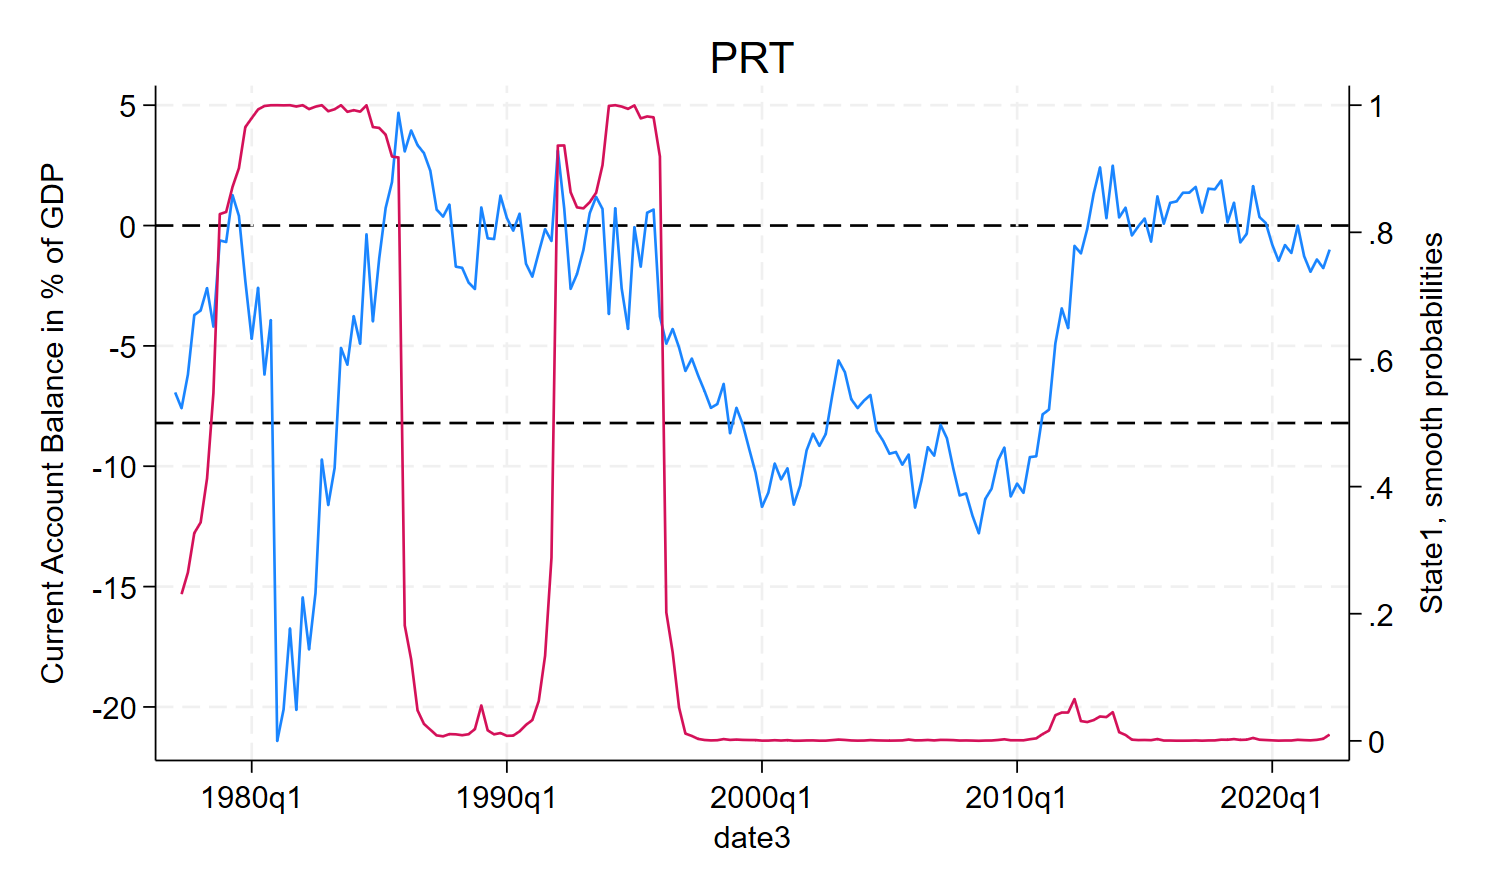 PRT
Current Account Balance in % of GDP
5
0
-5
-10
-15
-20
1
.8
.6
.4
.2
0
State1, smooth probabilities
1980q1
1990q1
2000q1
2010q1
2020q1
date3